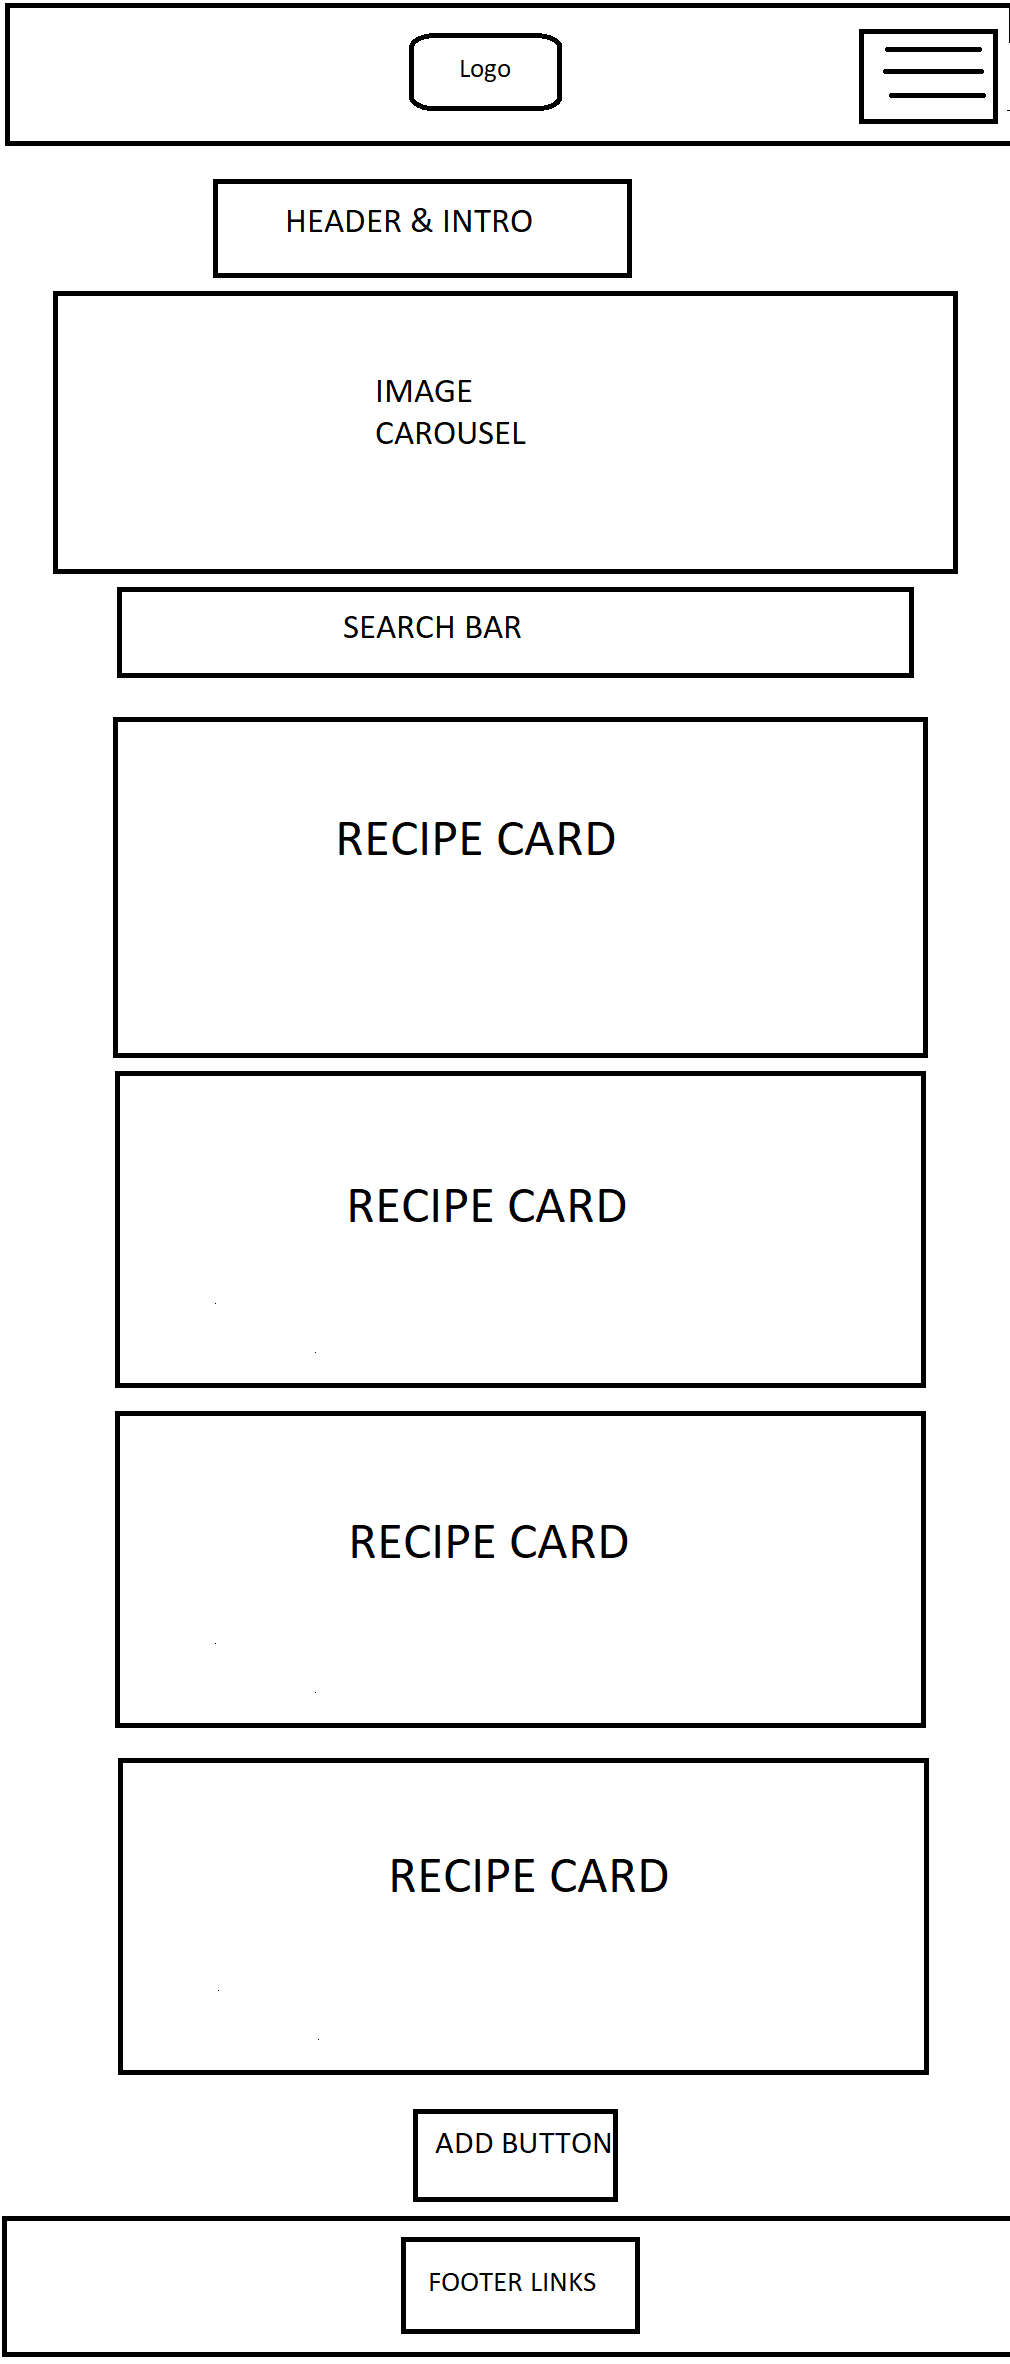 Logo
HEADER & INTRO
IMAGE
CAROUSEL
SEARCH BAR
RECIPE CARD
RECIPE CARD
RECIPE CARD
RECIPE CARD
ADD BUTTON
FOOTER LINKS